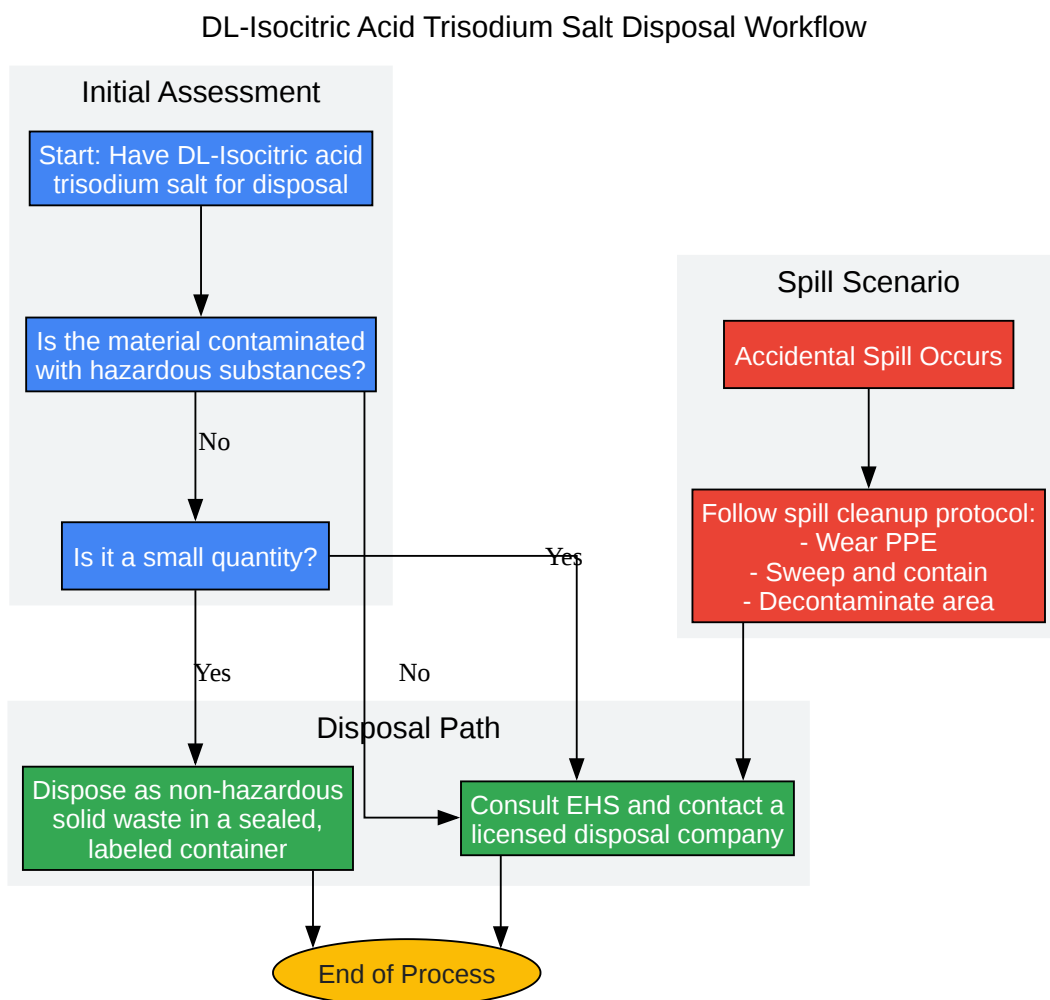 DL-Isocitric Acid Trisodium Salt Disposal Workflow
Initial Assessment
Start: Have DL-Isocitric acid
trisodium salt for disposal
Is the material contaminated
with hazardous substances?
No
Is it a small quantity?
Yes
Yes
No
Spill Scenario
Accidental Spill Occurs
Follow spill cleanup protocol:
- Wear PPE
- Sweep and contain
- Decontaminate area
Disposal Path
Dispose as non-hazardous
solid waste in a sealed,
labeled container
Consult EHS and contact a
licensed disposal company
End of Process